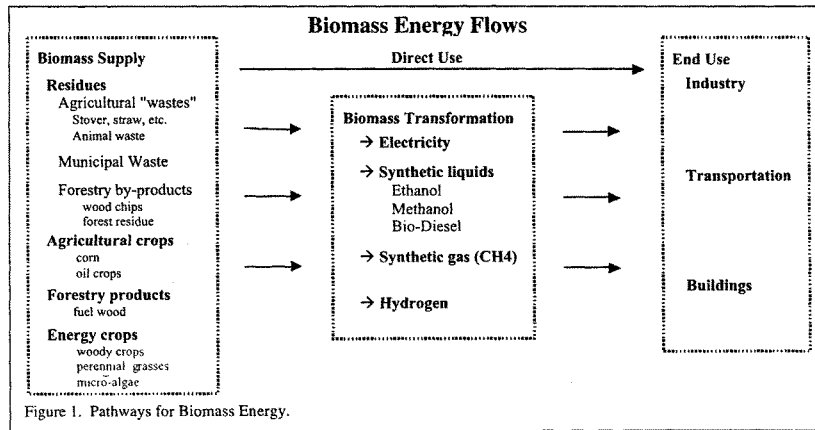 Biomass Energy Flows
Biomass Supply
Residues
Agricultural "wastes"
Stover, straw, etc.
Animal waste
Municipal Waste
Forestry by-products
wood chips
forest residue
Agricultural crops
corn
oil crops
Forestry products
fuel wood
Energy crops
woody crops
perennial grasses
micro-algae
Direct Use
Biomass Transformation
→ Electricity
→ Synthetic liquids
Ethanol
Methanol
Bio-Diesel
→ Synthetic gas (CH4)
→ Hydrogen
End Use
Industry
Transportation
Buildings
Figure 1. Pathways for Biomass Energy.